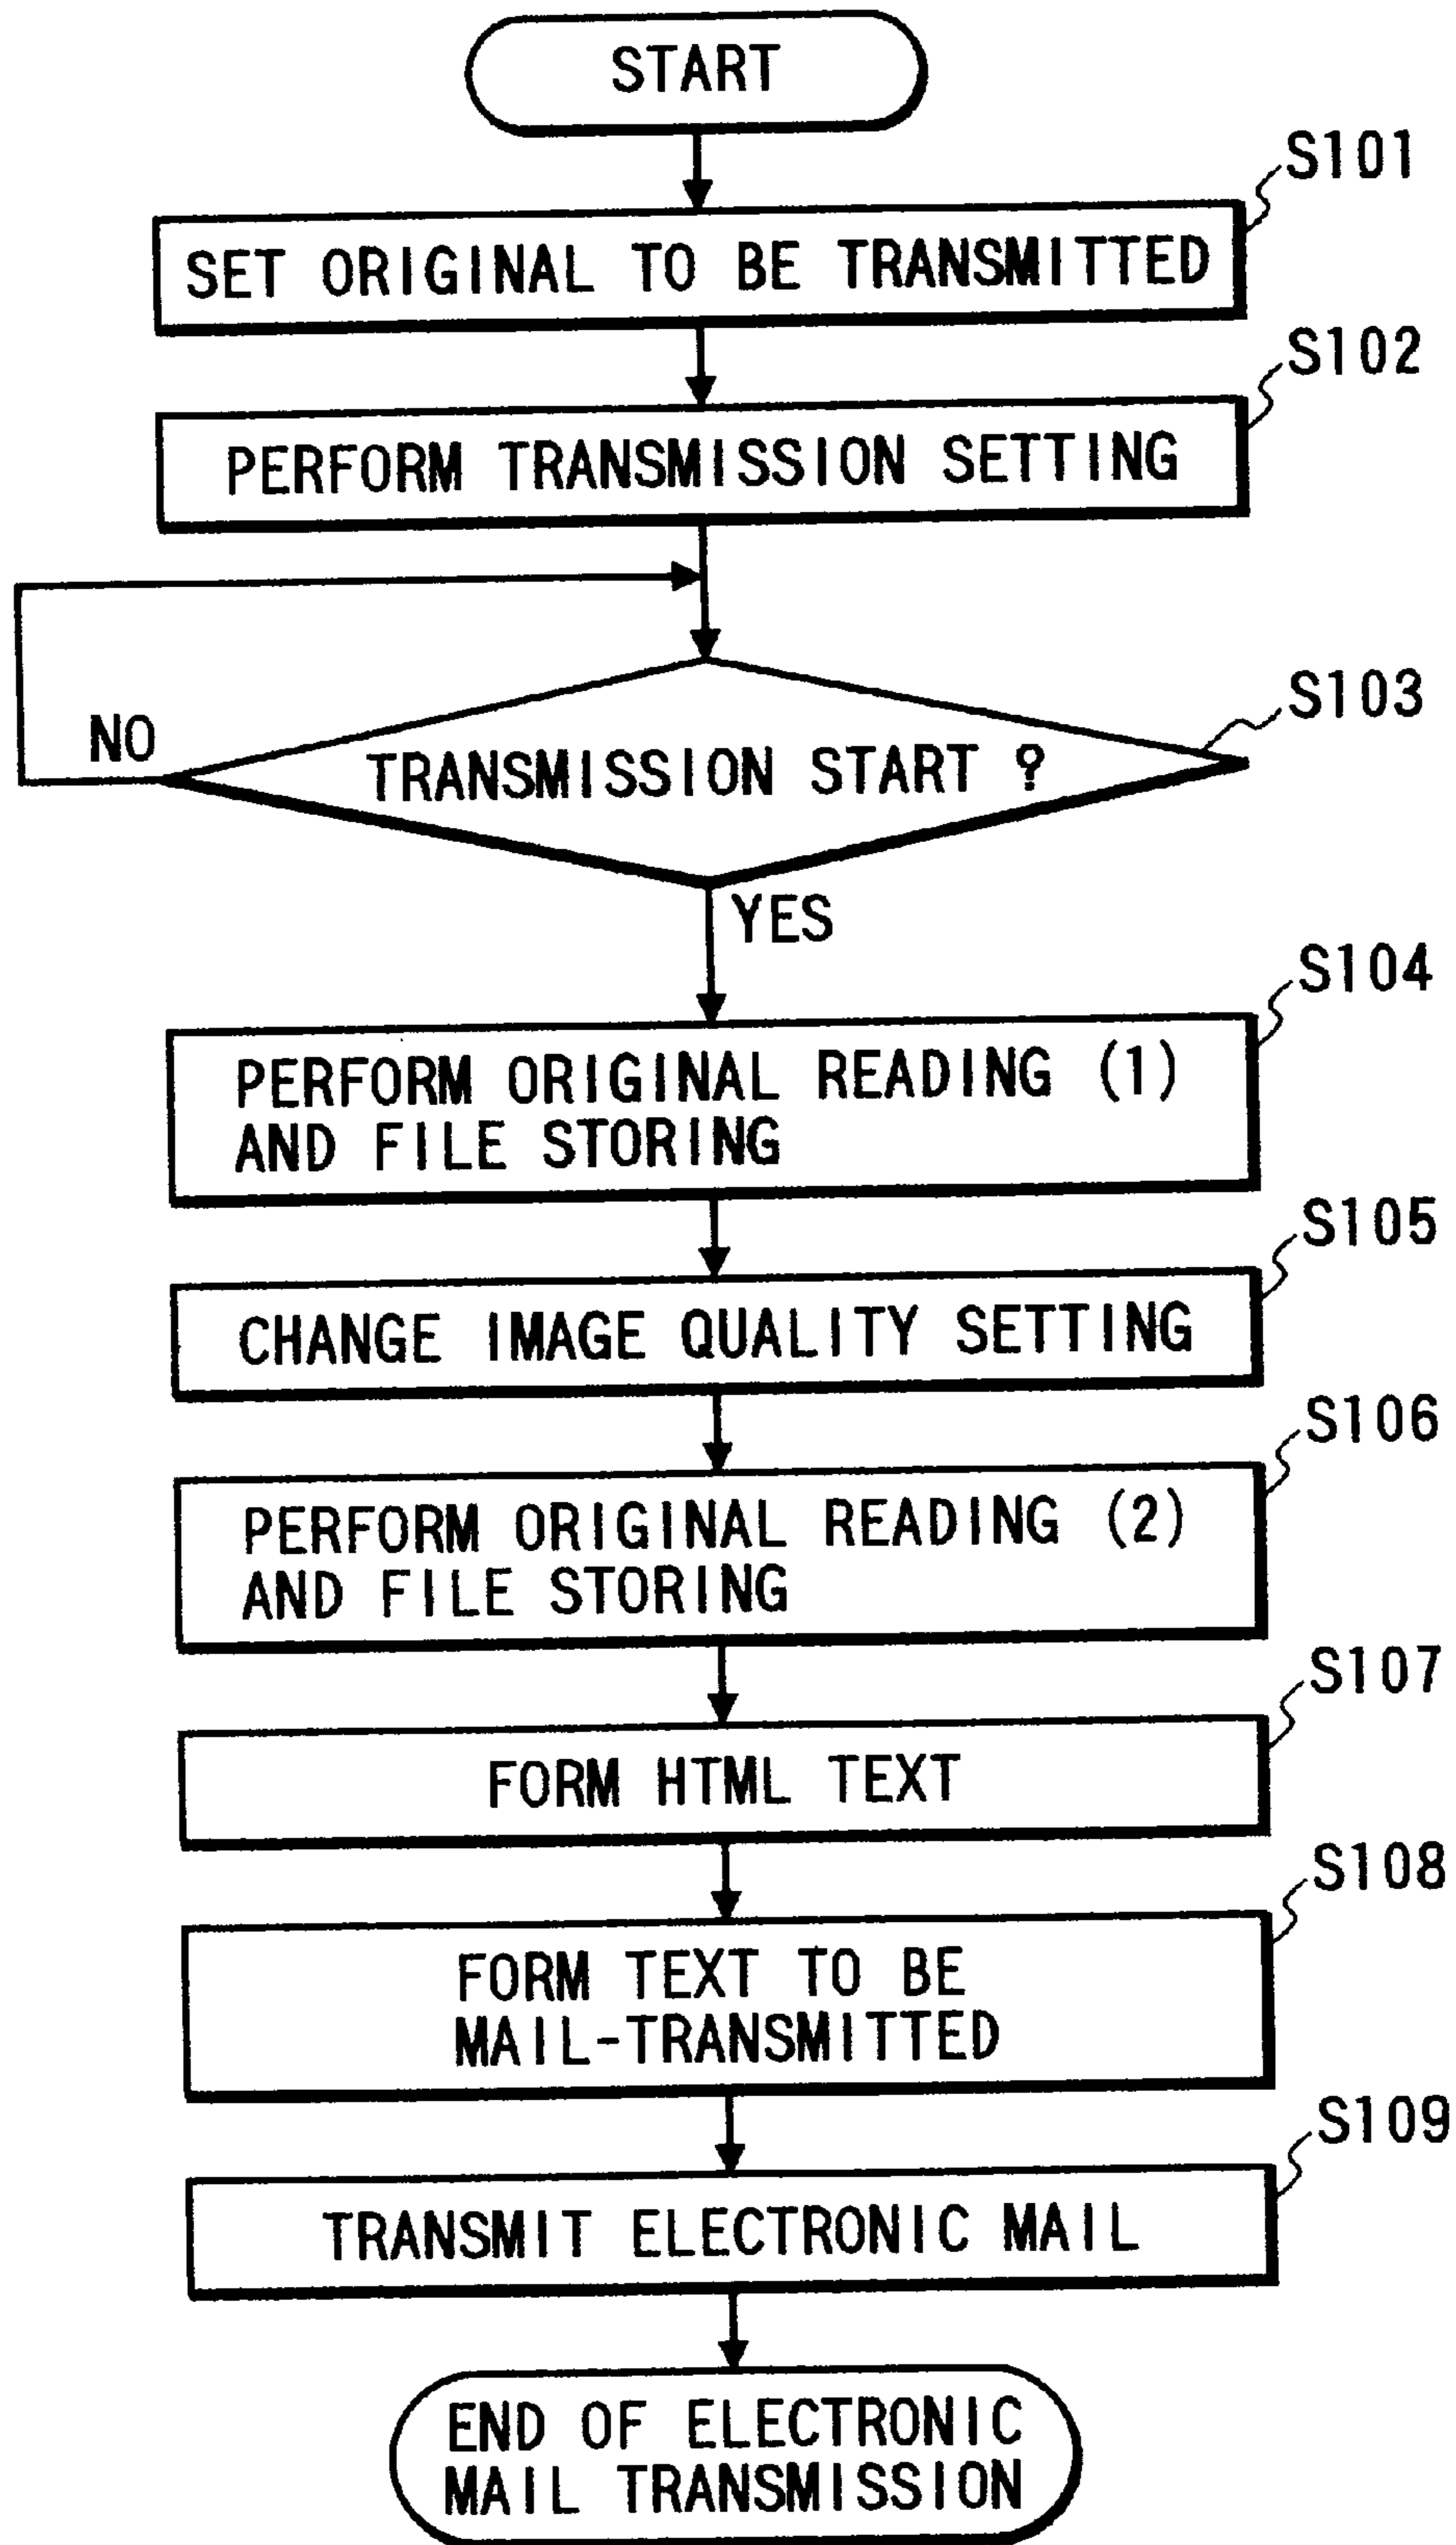 START
S101
SET ORIGINAL TO BE TRANSMITTED
S102
PERFORM TRANSMISSION SETTING
S103
NO
TRANSMISSION START ?
YES
S104
PERFORM ORIGINAL READING (1)
AND FILE STORING
S105
CHANGE IMAGE QUALITY SETTING
S106
PERFORM ORIGINAL READING (2)
AND FILE STORING
S107
FORM HTML TEXT
S108
FORM TEXT TO BE
MAIL-TRANSMITTED
S109
TRANSMIT ELECTRONIC MAIL
END OF ELECTRONIC
MAIL TRANSMISSION